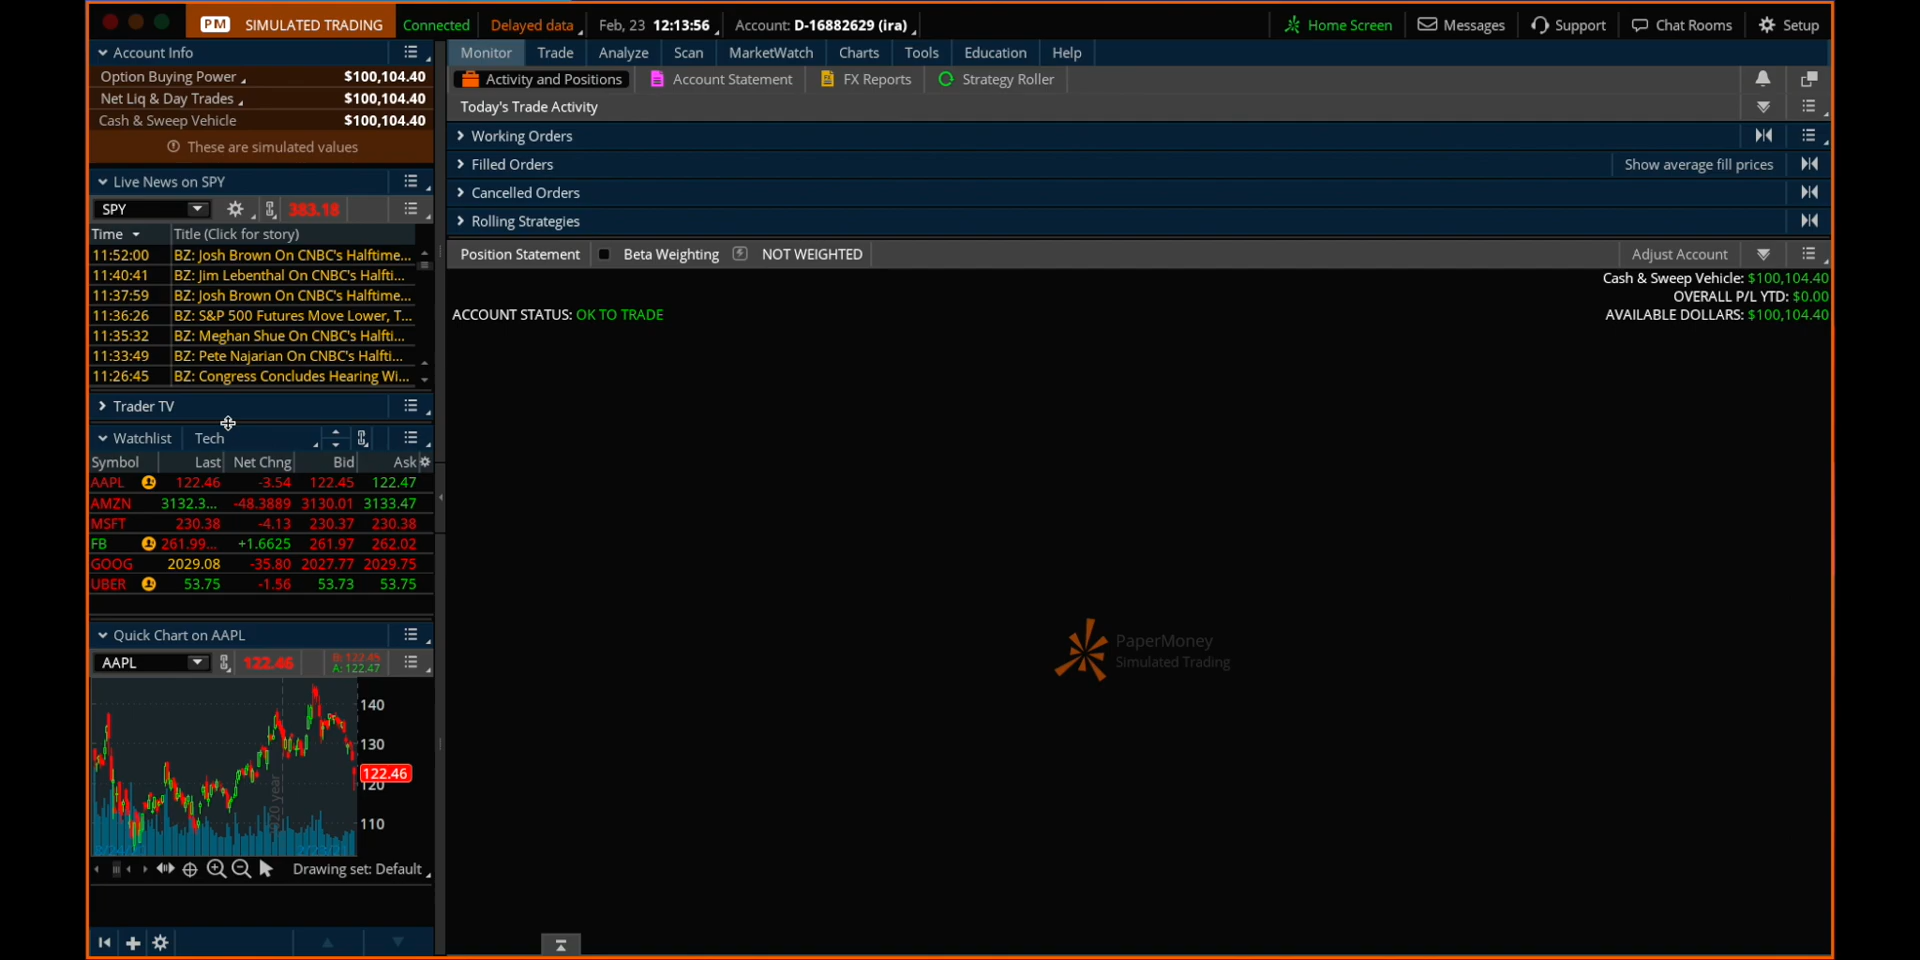 PM SIMULATED TRADING Connected Delayed data Feb, 23 12:13:56 Account: D-16882629 (ira) Home Screen Messages Support Chat Rooms Setup
Account Info
Option Buying Power $100,104.40
Net Liq & Day Trades $100,104.40
Cash & Sweep Vehicle $100,104.40
These are simulated values
Live News on SPY
SPY 383.18
Time Title (Click for story)
11:52:00 BZ: Josh Brown On CNBC's Halftime...
11:40:41 BZ: Jim Lebenthal On CNBC's Halfti...
11:37:59 BZ: Josh Brown On CNBC's Halftime...
11:36:26 BZ: S&P 500 Futures Move Lower, T...
11:35:32 BZ: Meghan Shue On CNBC's Halfti...
11:33:49 BZ: Pete Najarian On CNBC's Halfti...
11:26:45 BZ: Congress Concludes Hearing Wi...
Trader TV
Watchlist Tech
Symbol Last Net Chng Bid Ask
AAPL 122.46 -3.54 122.45 122.47
AMZN 3132.3... -48.3889 3130.01 3133.47
MSFT 230.38 -4.13 230.37 230.38
FB 261.99... +1.6625 261.97 262.02
GOOG 2029.08 -35.80 2027.77 2029.75
UBER 53.75 -1.56 53.73 53.75
Quick Chart on AAPL
AAPL 122.46 B: 122.45
A: 122.47
140
130
122.46
120
110
2020 year
Drawing set: Default
Monitor Trade Analyze Scan MarketWatch Charts Tools Education Help
Activity and Positions Account Statement FX Reports Strategy Roller
Today's Trade Activity
Working Orders
Filled Orders Show average fill prices
Cancelled Orders
Rolling Strategies
Position Statement Beta Weighting NOT WEIGHTED Adjust Account
Cash & Sweep Vehicle: $100,104.40
OVERALL P/L YTD: $0.00
ACCOUNT STATUS: OK TO TRADE AVAILABLE DOLLARS: $100,104.40
PaperMoney
Simulated Trading